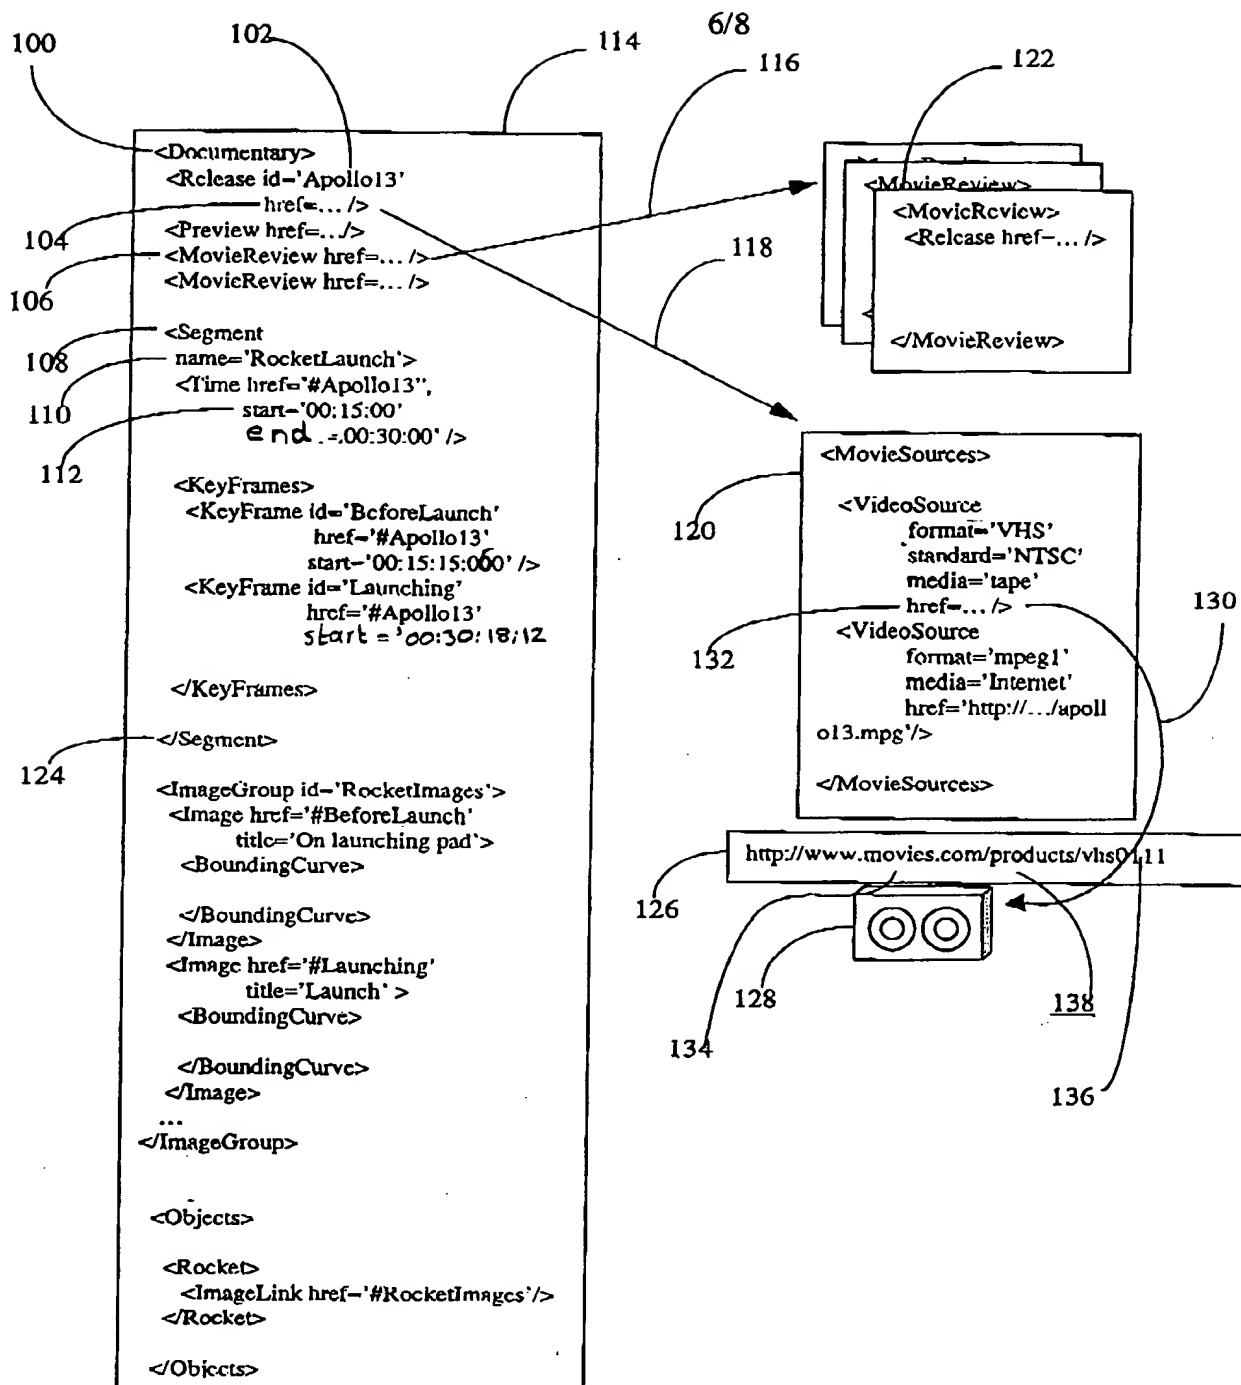 6/8
100
102
114
116
122
<Documentary>
<Release id='Apollo13'
href=... />
104
<Preview href=.../>
<MovieReview href=... />
106
<MovieReview href=... />
<Segment
108
name='RocketLaunch'>
<Time href='#Apollo13",
110
start='00:15:00'
end .=.00:30:00' />
112
<KeyFrames>
<KeyFrame id='BeforeLaunch'
href='#Apollo13'
start='00:15:15:000' />
<KeyFrame id='Launching'
href='#Apollo13'
start='00:30:18;12
</KeyFrames>
</Segment>
124
<ImageGroup id='RocketImages'>
<Image href='#BeforeLaunch'
title='On launching pad'>
<BoundingCurve>
</BoundingCurve>
</Image>
<Image href='#Launching'
title='Launch' >
<BoundingCurve>
</BoundingCurve>
</Image>
...
</ImageGroup>
<Objects>
<Rocket>
<ImageLink href='#RocketImages'/>
</Rocket>
</Objects>
<MovieReview>
<MovieReview>
<Release href=... />
</MovieReview>
118
<MovieSources>
120
<VideoSource
format='VHS'
standard='NTSC'
media='tape'
href=... />
130
132
<VideoSource
format='mpeg1'
media='Internet'
href='http://.../apoll
o13.mpg'/>
</MovieSources>
http://www.movies.com/products/vhs0111
126
128
134
138
136